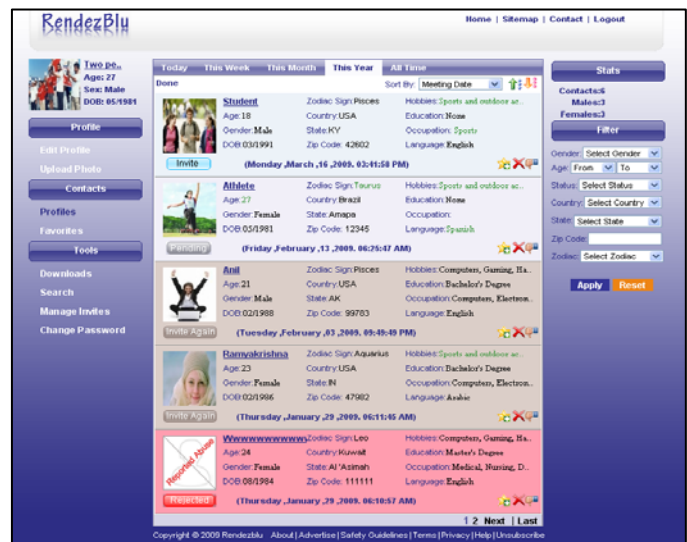 RendezBlu
Home | Sitemap | Contact | Logout
Two pe..
Age: 27
Sex: Male
DOB: 05/1981
Profile
Edit Profile
Upload Photo
Contacts
Profiles
Favorites
Tools
Downloads
Search
Manage Invites
Change Password
Today This Week This Month This Year All Time
Done Sort By: Meeting Date
Student Zodiac Sign:Pisces Hobbies:Sports and outdoor ac..
Age:18 Country:USA Education:None
Gender:Male State:KY Occupation: Sports
DOB:03/1991 Zip Code: 42602 Language:English
Invite (Monday ,March ,16 ,2009. 03:41:58 PM)
Athlete Zodiac Sign:Taurus Hobbies:Sports and outdoor ac..
Age:27 Country:Brazil Education:None
Gender:Female State:Amapa Occupation:
DOB:05/1981 Zip Code: 12345 Language:Spanish
Pending (Friday ,February ,13 ,2009. 06:25:47 AM)
Anil Zodiac Sign:Pisces Hobbies:Computers, Gaming, Ha..
Age:21 Country:USA Education:Bachelor's Degree
Gender:Male State:AK Occupation:Computers, Electron..
DOB:02/1988 Zip Code: 99783 Language:English
Invite Again (Tuesday ,February ,03 ,2009. 09:49:49 PM)
Ramyakrishna Zodiac Sign:Aquarius Hobbies:Sports and outdoor ac..
Age:23 Country:USA Education:Bachelor's Degree
Gender:Female State:IN Occupation:Computers, Electron..
DOB:02/1986 Zip Code: 47982 Language:Arabic
Invite Again (Thursday ,January ,29 ,2009. 06:11:45 AM)
Reported Abuse
Wwwwwwwwwww Zodiac Sign:Leo Hobbies:Computers, Gaming, Ha..
Age:24 Country:Kuwait Education:Master's Degree
Gender:Female State:Al 'Asimah Occupation:Medical, Nursing, D..
DOB:08/1984 Zip Code: 111111 Language:English
Rejected (Thursday ,January ,29 ,2009. 06:10:57 AM)
1 2 Next | Last
Stats
Contacts:6
Males:3
Females:3
Filter
Gender: Select Gender
Age: From To
Status: Select Status
Country: Select Country
State: Select State
Zip Code:
Zodiac: Select Zodiac
Apply Reset
Copyright © 2009 Rendezblu About|Advertise|Safety Guidelines|Terms|Privacy|Help|Unsubscribe